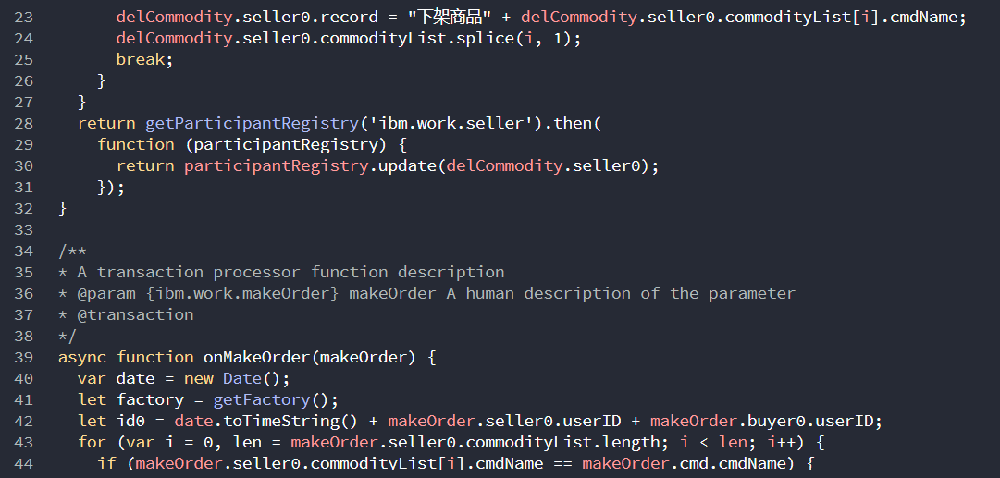 23 delCommodity.seller0.record = "下架商品" + delCommodity.seller0.commodityList[i].cmdName;
24 delCommodity.seller0.commodityList.splice(i, 1);
25 break;
26 }
27 }
28 return getParticipantRegistry('ibm.work.seller').then(
29 function (participantRegistry) {
30 return participantRegistry.update(delCommodity.seller0);
31 });
32 }
33
34 /**
35 * A transaction processor function description
36 * @param {ibm.work.makeOrder} makeOrder A human description of the parameter
37 * @transaction
38 */
39 async function onMakeOrder(makeOrder) {
40 var date = new Date();
41 let factory = getFactory();
42 let id0 = date.toTimeString() + makeOrder.seller0.userID + makeOrder.buyer0.userID;
43 for (var i = 0, len = makeOrder.seller0.commodityList.length; i < len; i++) {
44 if (makeOrder.seller0.commodityList[i].cmdName == makeOrder.cmd.cmdName) {